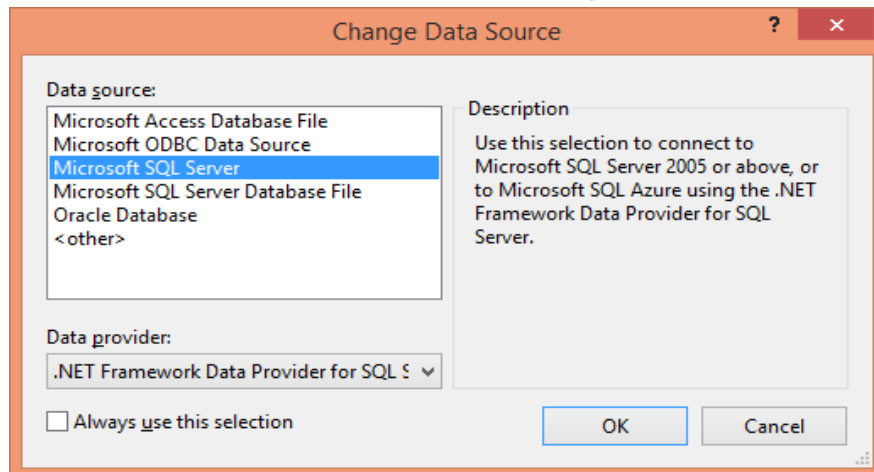 Change Data Source
?
×
Data source:
Microsoft Access Database File
Microsoft ODBC Data Source
Microsoft SQL Server
Microsoft SQL Server Database File
Oracle Database
<other>
Description
Use this selection to connect to
Microsoft SQL Server 2005 or above, or
to Microsoft SQL Azure using the .NET
Framework Data Provider for SQL
Server.
Data provider:
.NET Framework Data Provider for SQL S
Always use this selection
OK
Cancel